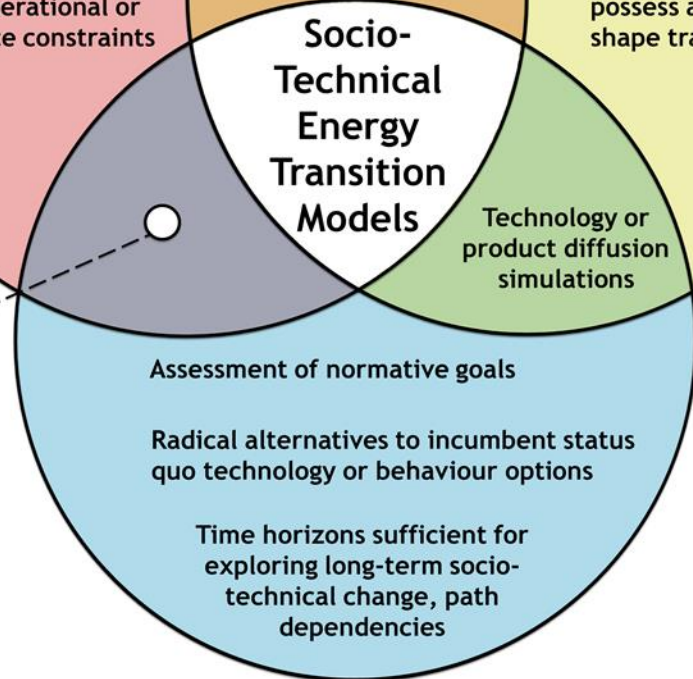 erational or
constraints
possess
shape
Socio-
Technical
Energy
Transition
Models
Technology or
product diffusion
simulations
Assessment of normative goals
Radical alternatives to incumbent status
quo technology or behaviour options
Time horizons sufficient for
exploring long-term socio-
technical change, path
dependencies